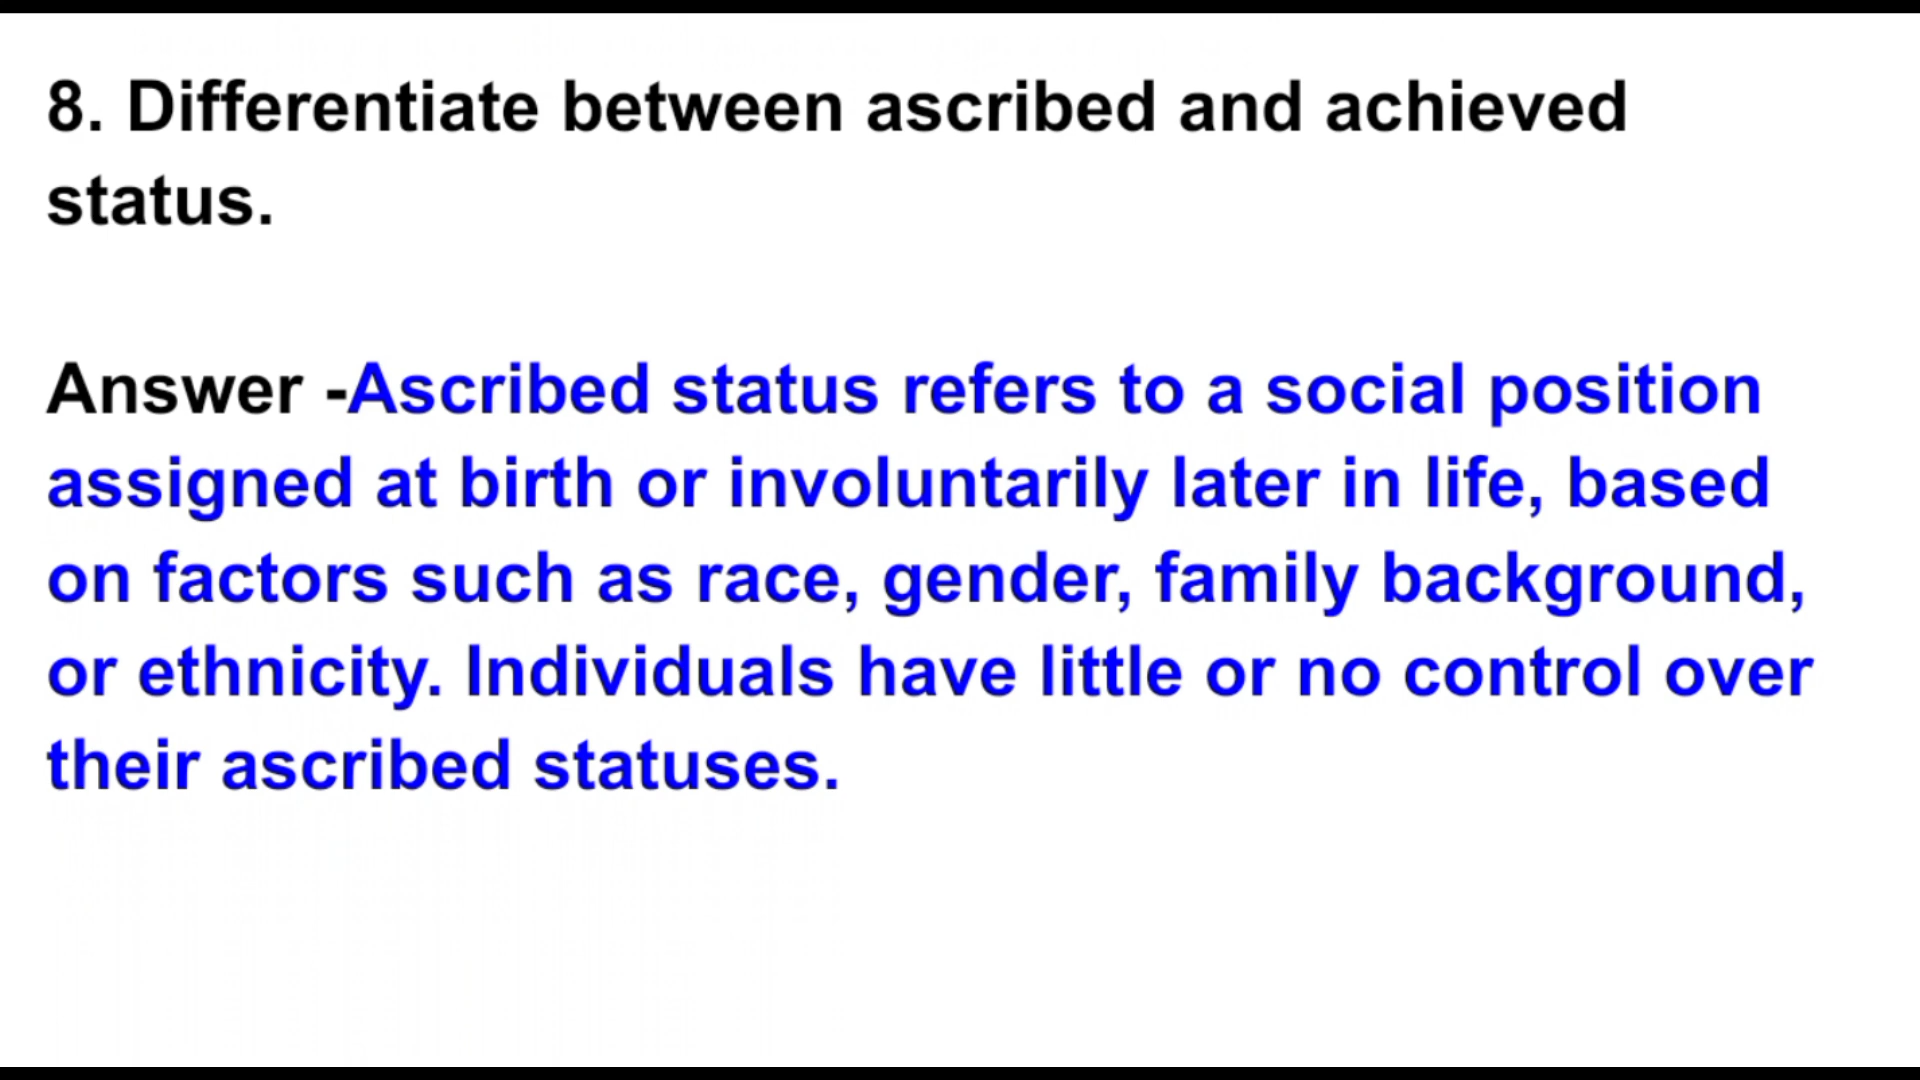 8. Differentiate between ascribed and achieved
status.
Answer -Ascribed status refers to a social position
assigned at birth or involuntarily later in life, based
on factors such as race, gender, family background,
or ethnicity. Individuals have little or no control over
their ascribed statuses.